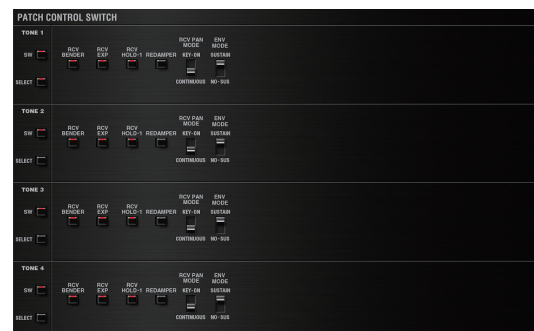 PATCH CONTROL SWITCH
TONE 1
RCV PAN ENV
RCV RCV RCV MODE MODE
SW BENDER EXP HOLD-1 REDAMPER KEY-ON SUSTAIN
SELECT CONTINUOUS NO-SUS
TONE 2
RCV PAN ENV
RCV RCV RCV MODE MODE
SW BENDER EXP HOLD-1 REDAMPER KEY-ON SUSTAIN
SELECT CONTINUOUS NO-SUS
TONE 3
RCV PAN ENV
RCV RCV RCV MODE MODE
SW BENDER EXP HOLD-1 REDAMPER KEY-ON SUSTAIN
SELECT CONTINUOUS NO-SUS
TONE 4
RCV PAN ENV
RCV RCV RCV MODE MODE
SW BENDER EXP HOLD-1 REDAMPER KEY-ON SUSTAIN
SELECT CONTINUOUS NO-SUS